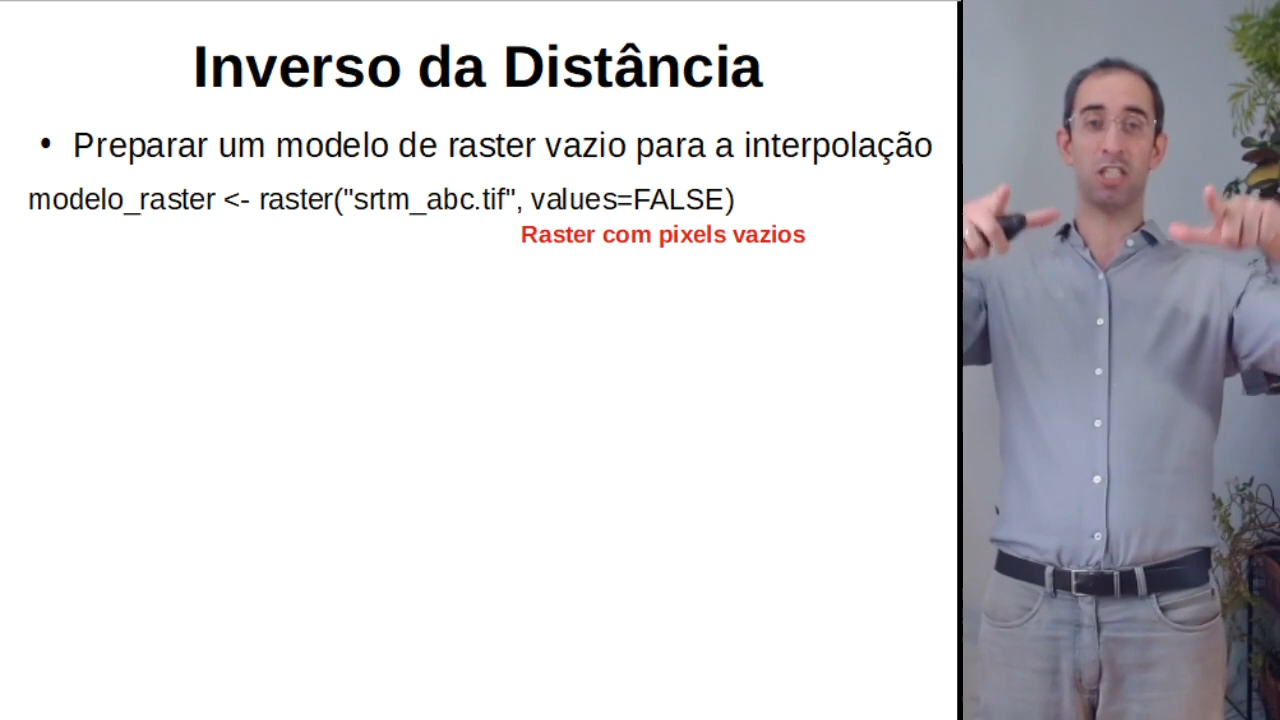 Inverso da Distância
• Preparar um modelo de raster vazio para a interpolação
modelo_raster <- raster("srtm_abc.tif", values=FALSE)
Raster com pixels vazios